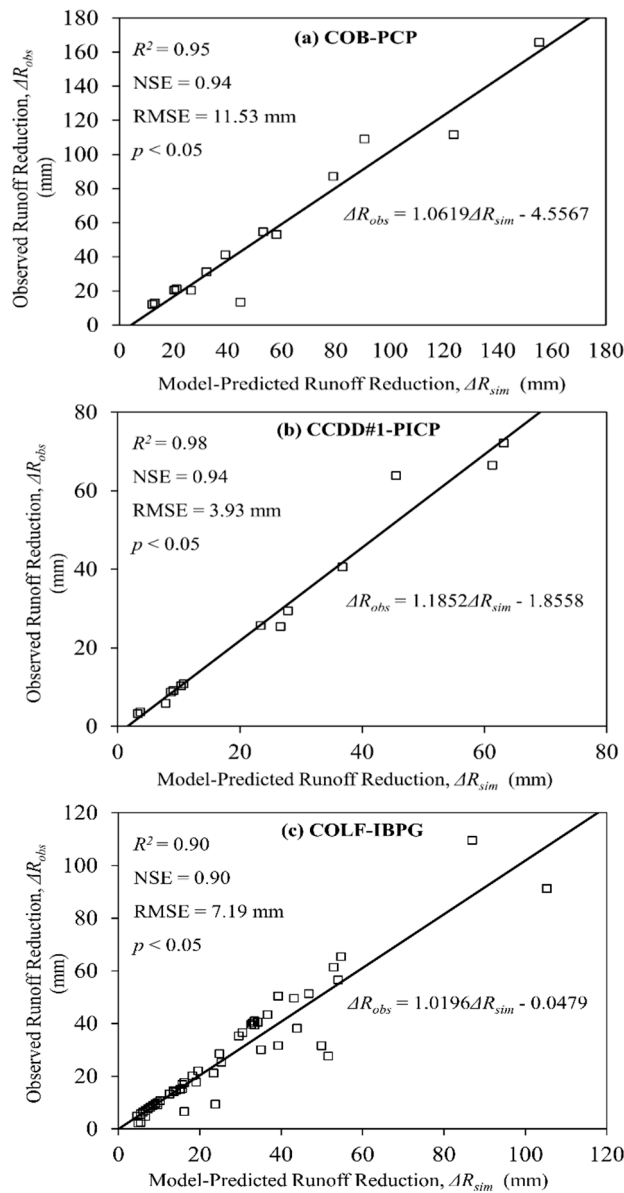 (a) COB-PCP
R² = 0.95
NSE = 0.94
RMSE = 11.53 mm
p < 0.05
ΔRobs = 1.0619ΔRsim - 4.5567
Observed Runoff Reduction, ΔRobs
(mm)
180
160
140
120
100
80
60
40
20
0
0 20 40 60 80 100 120 140 160 180
Model-Predicted Runoff Reduction, ΔRsim (mm)
(b) CCDD#1-PICP
R² = 0.98
NSE = 0.94
RMSE = 3.93 mm
p < 0.05
ΔRobs = 1.1852ΔRsim - 1.8558
Observed Runoff Reduction, ΔRobs
(mm)
80
60
40
20
0
0 20 40 60 80
Model-Predicted Runoff Reduction, ΔRsim (mm)
(c) COLF-IBPG
R² = 0.90
NSE = 0.90
RMSE = 7.19 mm
p < 0.05
ΔRobs = 1.0196ΔRsim - 0.0479
Observed Runoff Reduction, ΔRobs
(mm)
120
100
80
60
40
20
0
0 20 40 60 80 100 120
Model-Predicted Runoff Reduction, ΔRsim (mm)